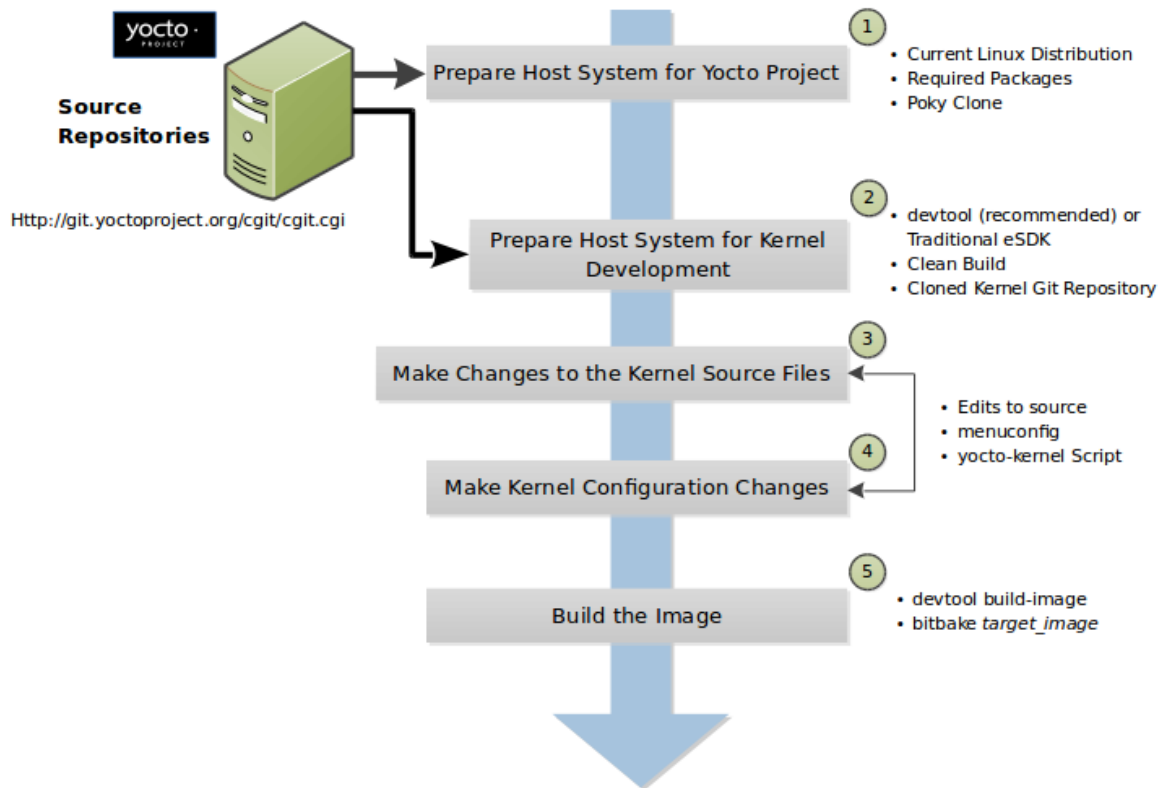 yocto ·
PROJECT
Source
Repositories
Http://git.yoctoproject.org/cgit/cgit.cgi
Prepare Host System for Yocto Project
1
• Current Linux Distribution
• Required Packages
• Poky Clone
Prepare Host System for Kernel
Development
2
• devtool (recommended) or
Traditional eSDK
• Clean Build
• Cloned Kernel Git Repository
Make Changes to the Kernel Source Files
3
• Edits to source
• menuconfig
• yocto-kernel Script
Make Kernel Configuration Changes
4
Build the Image
5
• devtool build-image
• bitbake target_image